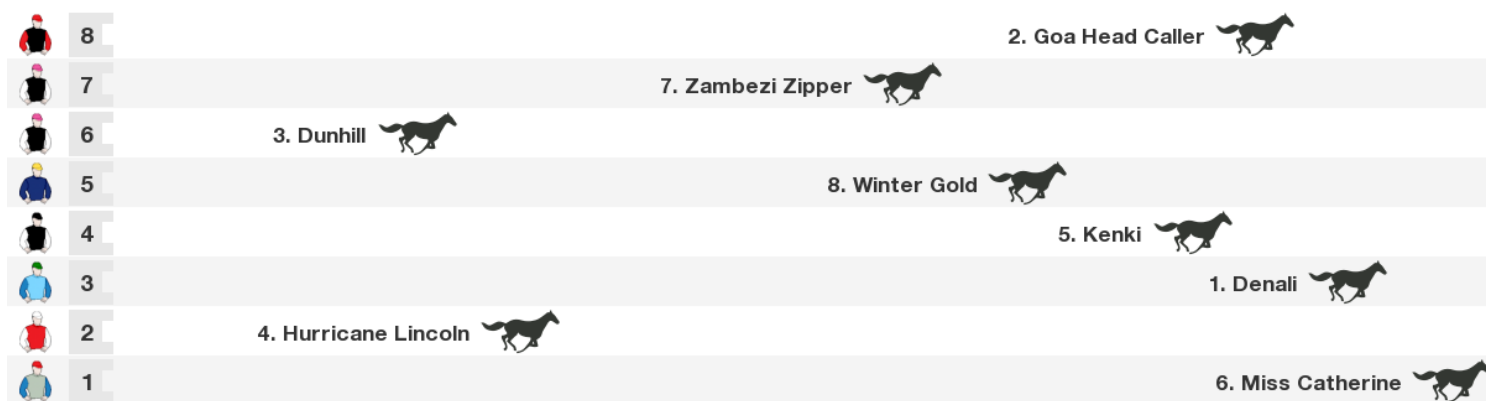 8 2. Goa Head Caller
7 7. Zambezi Zipper
6 3. Dunhill
5 8. Winter Gold
4 5. Kenki
3 1. Denali
2 4. Hurricane Lincoln
1 6. Miss Catherine